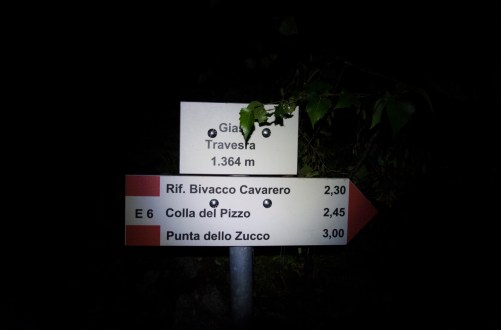 Gias
Travesra
1.364 m
Rif. Bivacco Cavarero 2,30
E 6 Colla del Pizzo 2,45
Punta dello Zucco 3,00